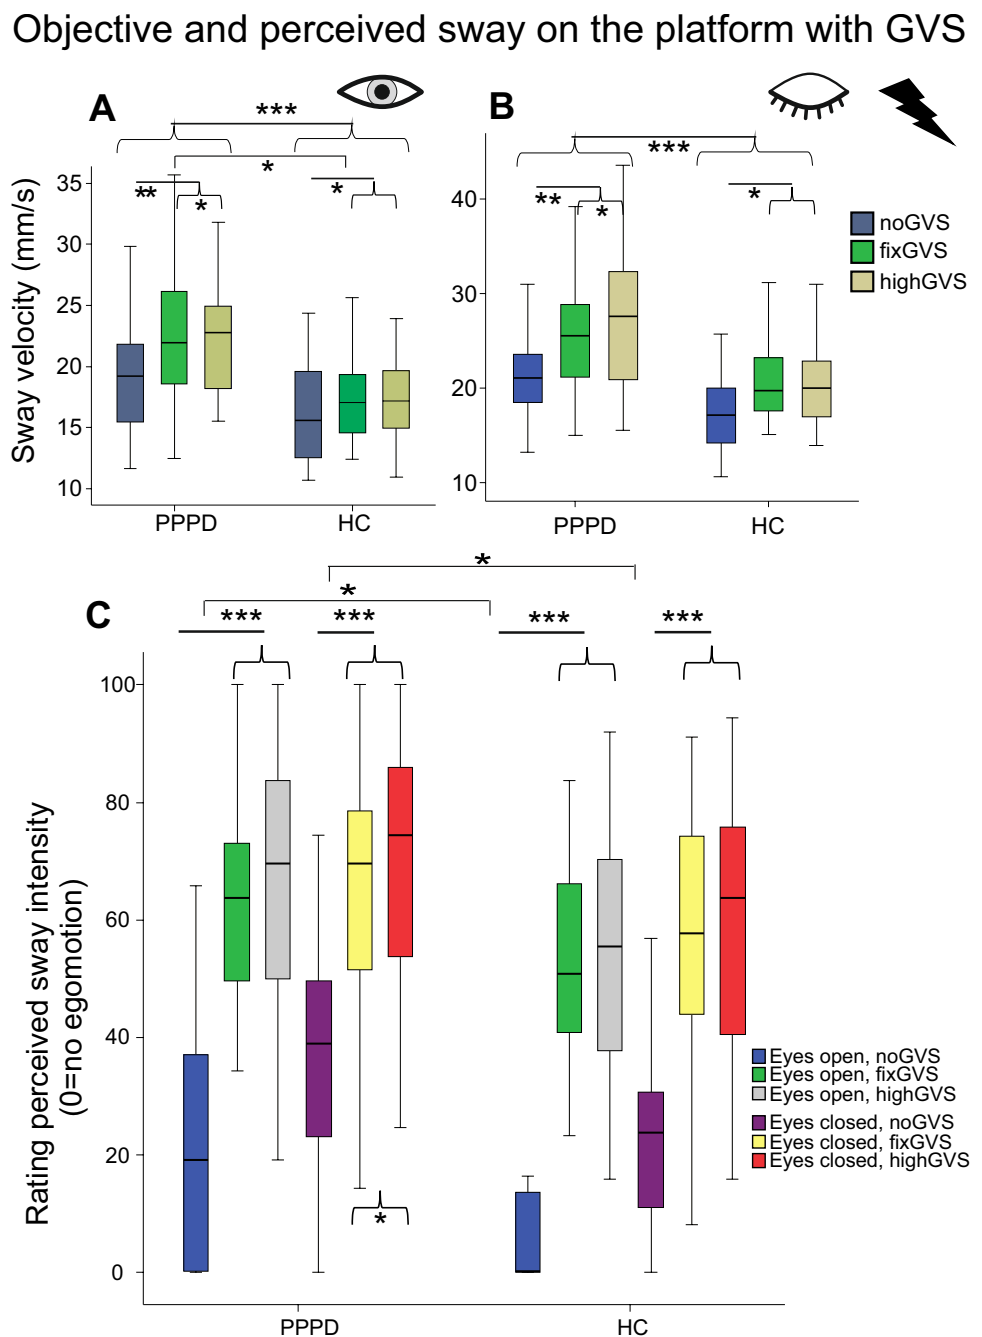 Objective and perceived sway on the platform with GVS
A
***
*
**
*
*
Sway velocity (mm/s)
35
30
25
20
15
10
PPPD
HC
B
***
**
*
*
40
30
20
10
PPPD
HC
noGVS
fixGVS
highGVS
C
*
*
***
***
***
***
Rating perceived sway intensity
(0=no egomotion)
100
80
60
40
20
0
*
PPPD
HC
Eyes open, noGVS
Eyes open, fixGVS
Eyes open, highGVS
Eyes closed, noGVS
Eyes closed, fixGVS
Eyes closed, highGVS